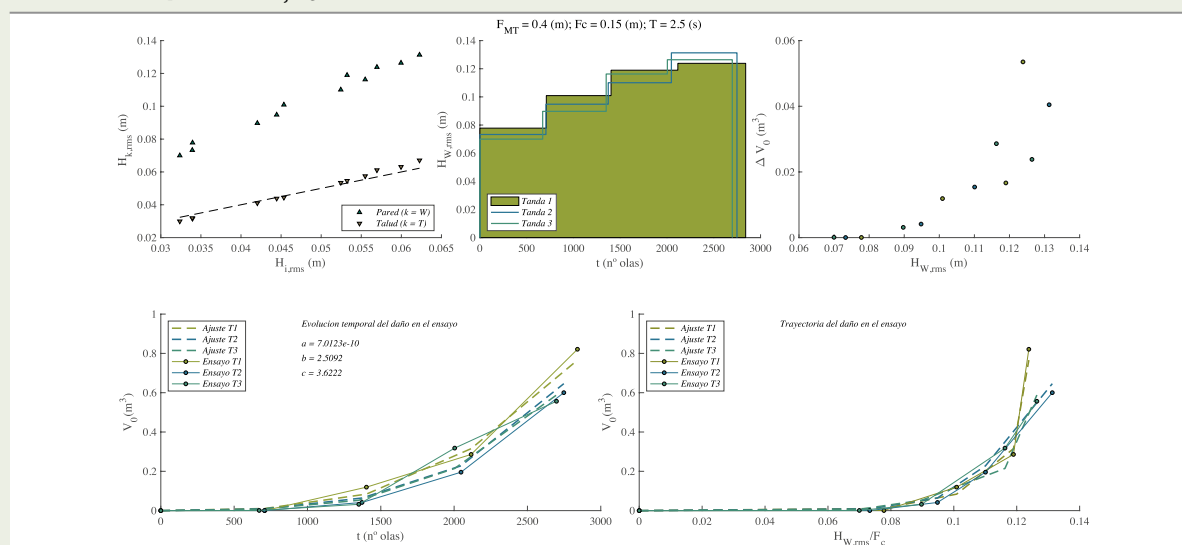 F_MT = 0.4 (m); Fc = 0.15 (m); T = 2.5 (s)
0.14
0.12
0.1
0.08
0.06
0.04
0.02
H_k,rms (m)
Pared (k = W)
Talud (k = T)
0.03 0.035 0.04 0.045 0.05 0.055 0.06 0.065
H_i,rms (m)
0.14
0.12
0.1
0.08
0.06
0.04
0.02
0
H_W,rms (m)
Tanda 1
Tanda 2
Tanda 3
0 500 1000 1500 2000 2500 3000
t (nº olas)
0.06
0.04
0.02
0
Δ V_0 (m³)
0.06 0.07 0.08 0.09 0.1 0.11 0.12 0.13 0.14
H_W,rms (m)
1
0.8
0.6
0.4
0.2
0
V_0 (m³)
Ajuste T1
Ajuste T2
Ajuste T3
Ensayo T1
Ensayo T2
Ensayo T3
Evolucion temporal del daño en el ensayo
a = 7.0123e-10
b = 2.5092
c = 3.6222
0 500 1000 1500 2000 2500 3000
t (nº olas)
1
0.8
0.6
0.4
0.2
0
V_0 (m³)
Ajuste T1
Ajuste T2
Ajuste T3
Ensayo T1
Ensayo T2
Ensayo T3
Trayectoria del daño en el ensayo
0 0.02 0.04 0.06 0.08 0.1 0.12 0.14
H_W,rms/F_c